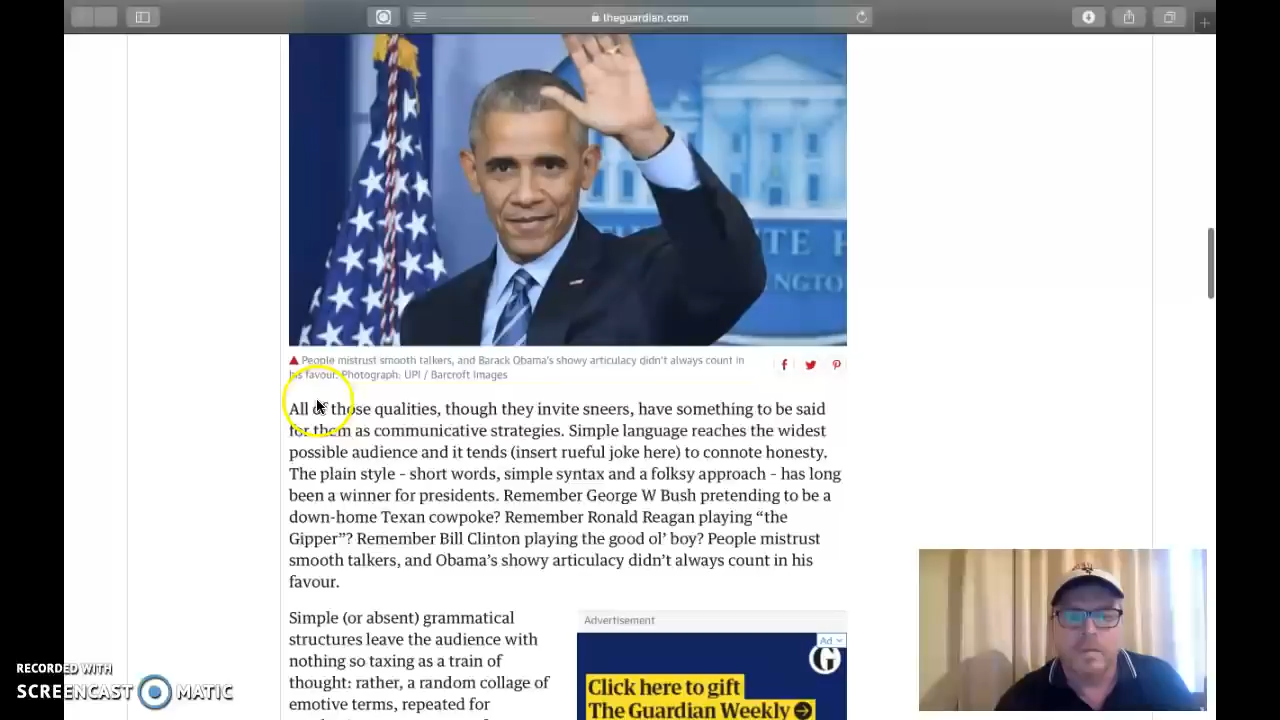 theguardian.com
TE H
NGTO
People mistrust smooth talkers, and Barack Obama's showy articulacy didn't always count in
his favour. Photograph: UPI / Barcroft Images
All of those qualities, though they invite sneers, have something to be said
for them as communicative strategies. Simple language reaches the widest
possible audience and it tends (insert rueful joke here) to connote honesty.
The plain style – short words, simple syntax and a folksy approach – has long
been a winner for presidents. Remember George W Bush pretending to be a
down-home Texan cowpoke? Remember Ronald Reagan playing “the
Gipper”? Remember Bill Clinton playing the good ol’ boy? People mistrust
smooth talkers, and Obama’s showy articulacy didn’t always count in his
favour.
Simple (or absent) grammatical
structures leave the audience with
nothing so taxing as a train of
thought: rather, a random collage of
emotive terms, repeated for
Advertisement
Ad
G
Click here to gift
The Guardian Weekly
RECORDED WITH
SCREENCAST MATIC